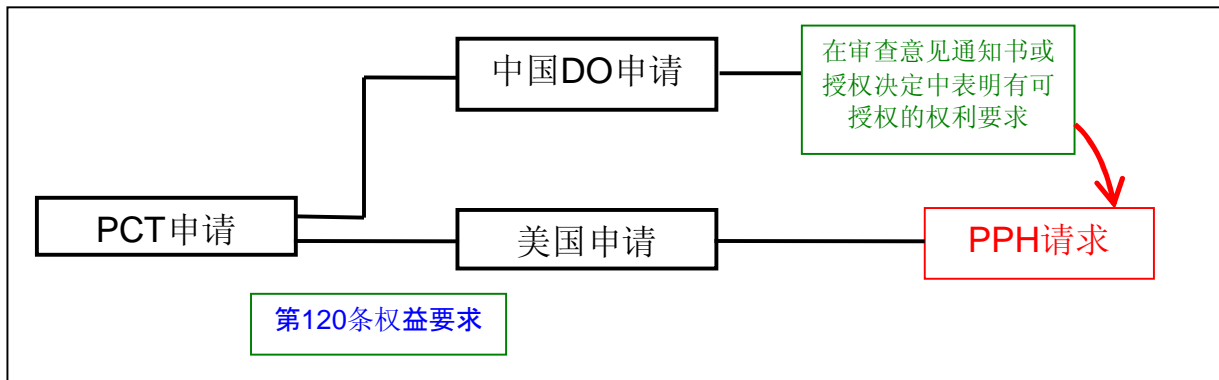 中国DO申请
在审查意见通知书或
授权决定中表明有可
授权的权利要求
PCT申请
美国申请
PPH请求
第120条权益要求